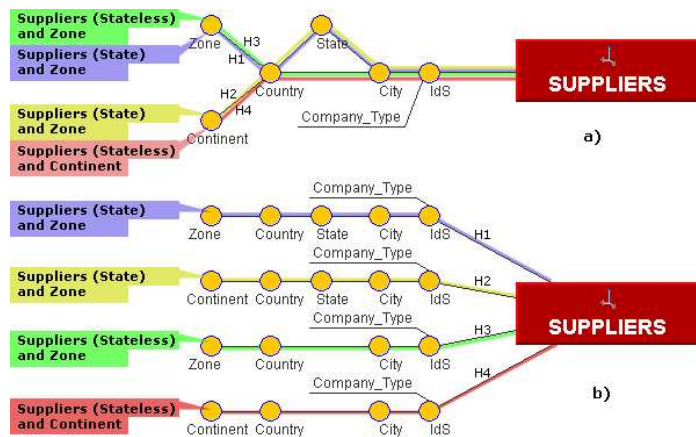 Suppliers (Stateless)
and Zone
Suppliers (State)
and Zone
Suppliers (State)
and Zone
Suppliers (Stateless)
and Continent
Zone
H3
H1
State
H2
H4
Country
City
IdS
Continent
Company_Type
SUPPLIERS
a)
Suppliers (State)
and Zone
Zone
Country
State
City
IdS
Company_Type
H1
Suppliers (State)
and Zone
Continent
Country
State
City
IdS
Company_Type
H2
Suppliers (Stateless)
and Zone
Zone
Country
City
IdS
Company_Type
H3
Suppliers (Stateless)
and Continent
Continent
Country
City
IdS
Company_Type
H4
SUPPLIERS
b)